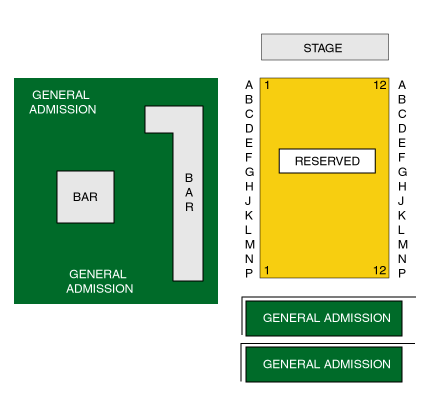 STAGE
GENERAL
ADMISSION
BAR
B
A
R
GENERAL
ADMISSION
A 1 12 A
B B
C C
D D
E E
F F
RESERVED
G G
H H
J J
K K
L L
M M
N N
P 1 12 P
GENERAL ADMISSION
GENERAL ADMISSION